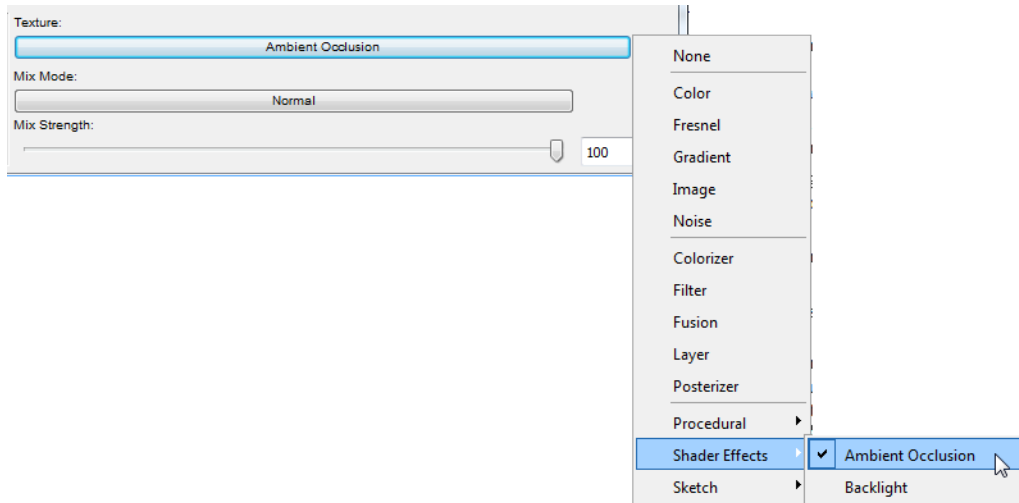 Texture:
Ambient Occlusion
Mix Mode:
Normal
Mix Strength:
100
None
Color
Fresnel
Gradient
Image
Noise
Colorizer
Filter
Fusion
Layer
Posterizer
Procedural
Shader Effects
Ambient Occlusion
Sketch
Backlight